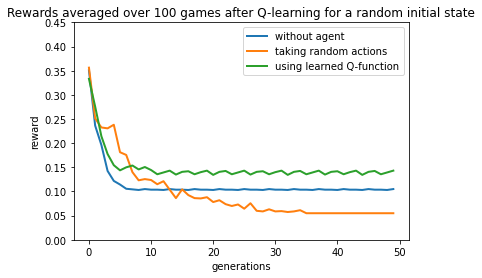 Rewards averaged over 100 games after Q-learning for a random initial state
0.45
0.40
0.35
0.30
0.25
0.20
0.15
0.10
0.05
0.00
reward
without agent
taking random actions
using learned Q-function
0 10 20 30 40 50
generations